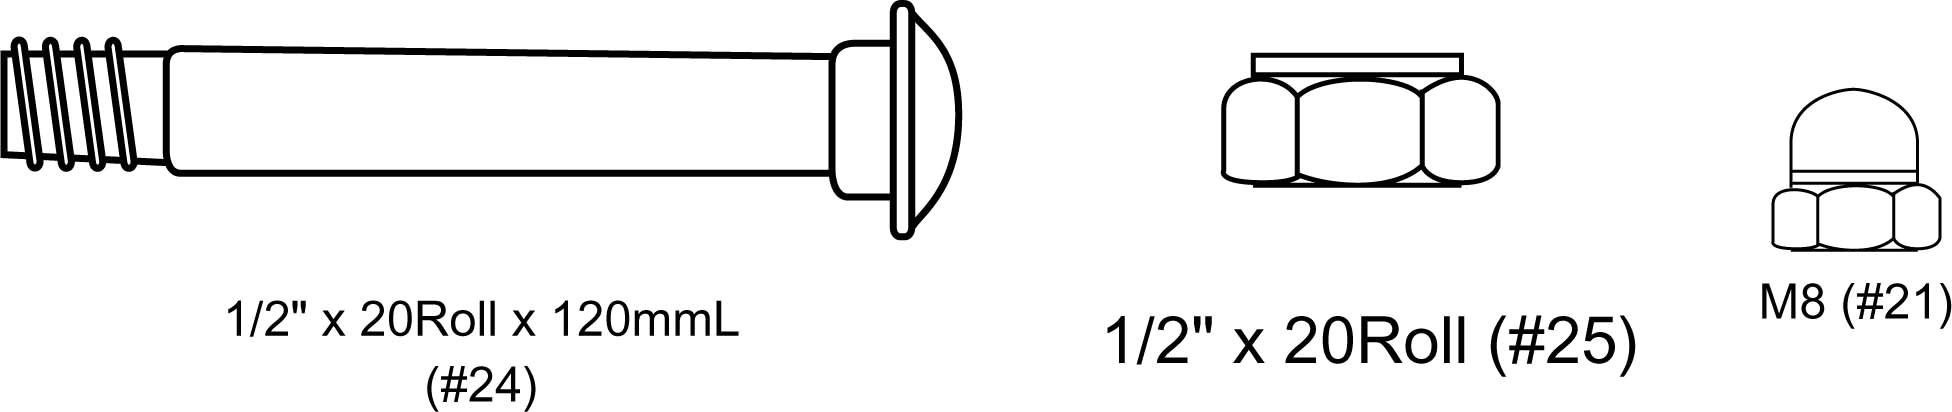 1/2" x 20Roll x 120mmL
(#24)
1/2" x 20Roll (#25)
M8 (#21)